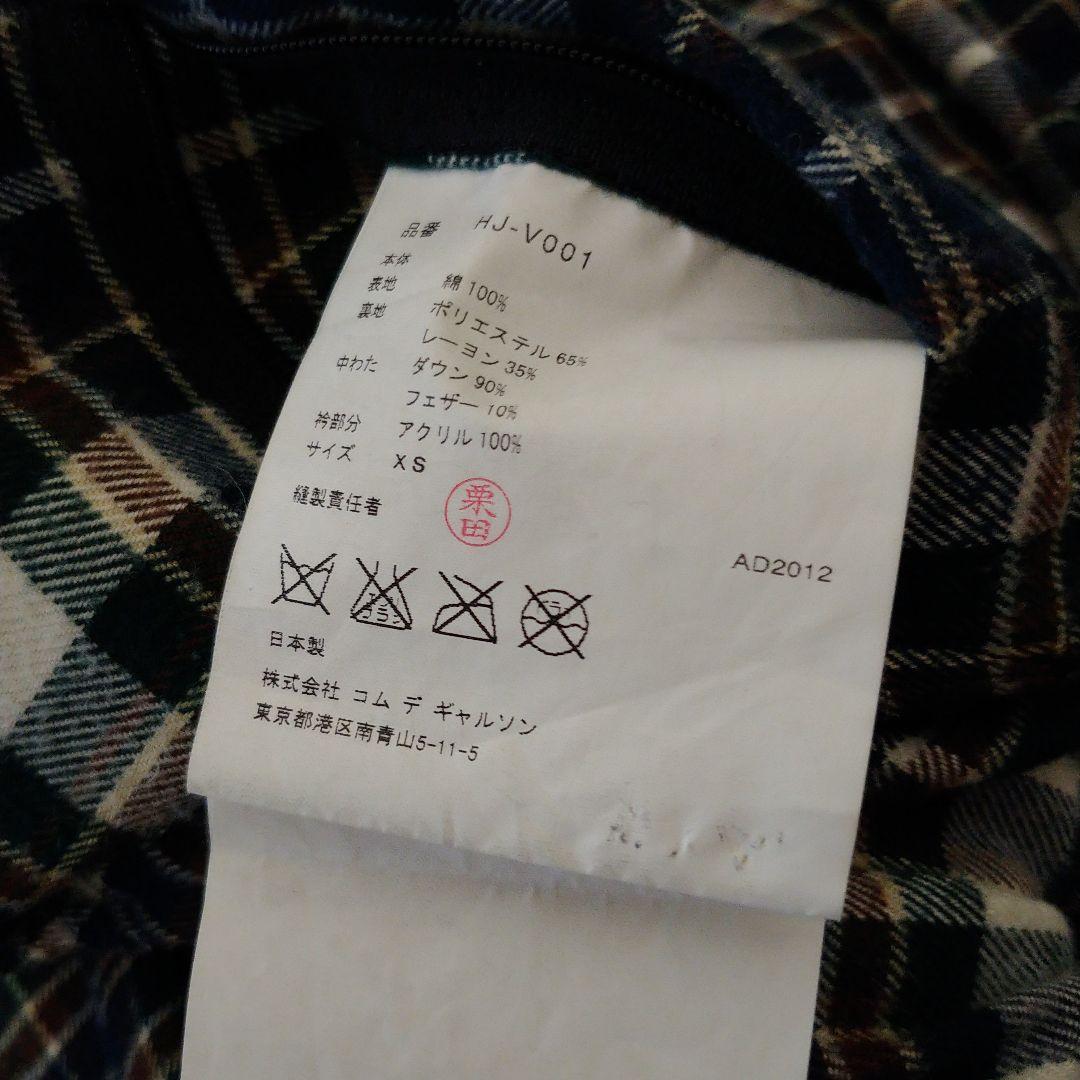 品番 HJ-V001
本体
表地 綿 100%
裏地 ポリエステル 65%
レーヨン 35%
中わた ダウン 90%
フェザー 10%
衿部分 アクリル 100%
サイズ XS
縫製責任者 栗田
AD2012
日本製
株式会社 コム デ ギャルソン
東京都港区南青山5-11-5